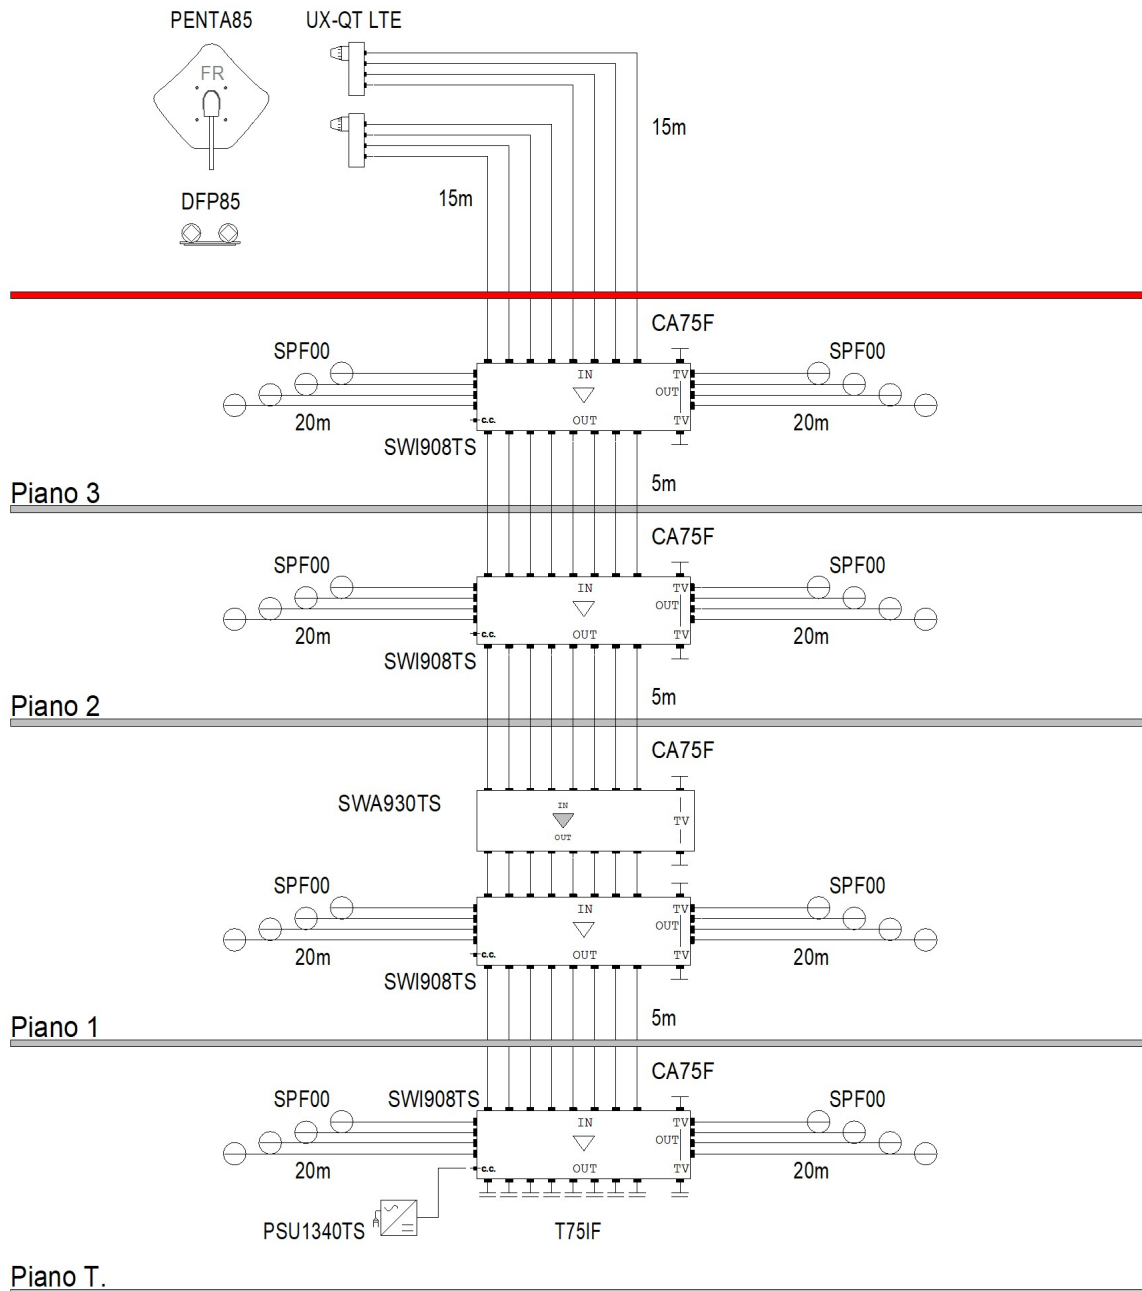 PENTA85 UX-QT LTE
FR
15m
DFP85
15m
CA75F
SPF00 SPF00
IN TV
OUT
20m c.c. OUT TV 20m
SWI908TS
5m
Piano 3
CA75F
SPF00 SPF00
IN TV
OUT
20m c.c. OUT TV 20m
SWI908TS
5m
Piano 2
CA75F
SWA930TS IN
TV
OUT
SPF00 SPF00
IN TV
OUT
20m c.c. OUT TV 20m
SWI908TS
5m
Piano 1
CA75F
SPF00 SWI908TS SPF00
IN TV
OUT
20m c.c. OUT TV 20m
PSU1340TS T75IF
Piano T.